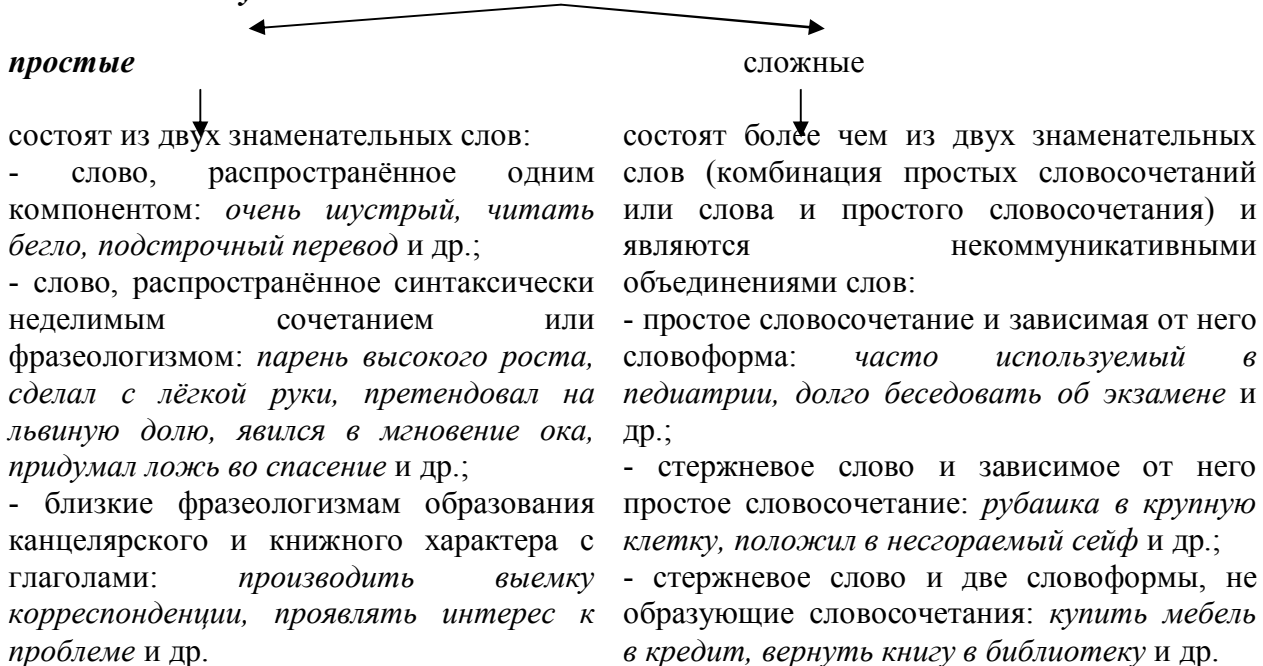 простые
состоят из двух знаменательных слов:
- слово, распространённое одним
компонентом: очень шустрый, читать
бегло, подстрочный перевод и др.;
- слово, распространённое синтаксически
неделимым сочетанием или
фразеологизмом: парень высокого роста,
сделал с лёгкой руки, претендовал на
львиную долю, явился в мгновение ока,
придумал ложь во спасение и др.;
- близкие фразеологизмам образования
канцелярского и книжного характера с
глаголами: производить выемку
корреспонденции, проявлять интерес к
проблеме и др.
сложные
состоят более чем из двух знаменательных
слов (комбинация простых словосочетаний
или слова и простого словосочетания) и
являются некоммуникативными
объединениями слов:
- простое словосочетание и зависимая от него
словоформа: часто используемый в
педиатрии, долго беседовать об экзамене и
др.;
- стержневое слово и зависимое от него
простое словосочетание: рубашка в крупную
клетку, положил в несгораемый сейф и др.;
- стержневое слово и две словоформы, не
образующие словосочетания: купить мебель
в кредит, вернуть книгу в библиотеку и др.